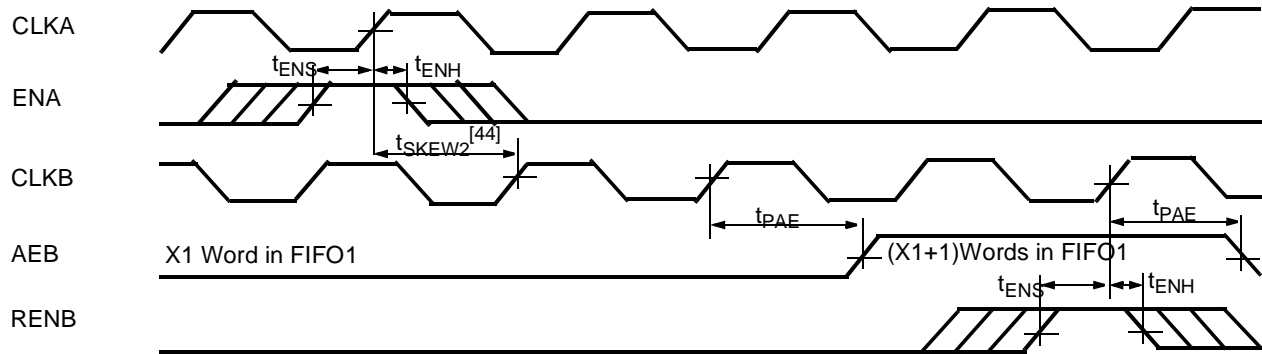 CLKA
tENS
tENH
ENA
tSKEW2[44]
CLKB
tPAE
tPAE
AEB
X1 Word in FIFO1
(X1+1)Words in FIFO1
tENS
tENH
RENB